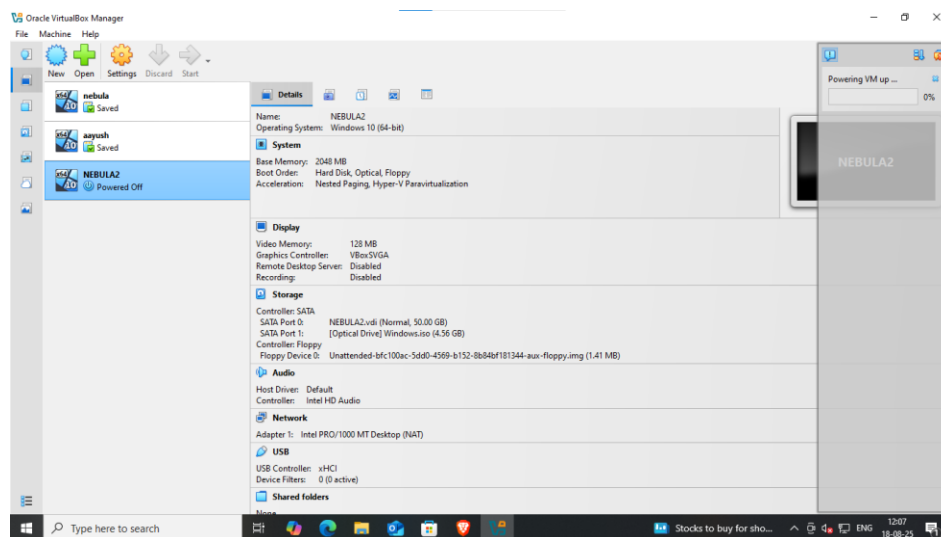 Oracle VirtualBox Manager
File Machine Help
New Open Settings Discard Start
nebula
Saved
aayush
Saved
NEBULA2
Powered Off
Details
Name: NEBULA2
Operating System: Windows 10 (64-bit)
System
Base Memory: 2048 MB
Boot Order: Hard Disk, Optical, Floppy
Acceleration: Nested Paging, Hyper-V Paravirtualization
Display
Video Memory: 128 MB
Graphics Controller: VBoxSVGA
Remote Desktop Server: Disabled
Recording: Disabled
Storage
Controller: SATA
SATA Port 0: NEBULA2.vdi (Normal, 50.00 GB)
SATA Port 1: [Optical Drive] Windows.iso (4.56 GB)
Controller: Floppy
Floppy Device 0: Unattended-bfc100ac-5dd0-4569-b152-8b84bf181344-aux-floppy.img (1.41 MB)
Audio
Host Driver: Default
Controller: Intel HD Audio
Network
Adapter 1: Intel PRO/1000 MT Desktop (NAT)
USB
USB Controller: xHCI
Device Filters: 0 (0 active)
Shared folders
None
Powering VM up ...
0%
NEBULA2
Type here to search
Stocks to buy for sho...
ENG
12:07
18-08-25